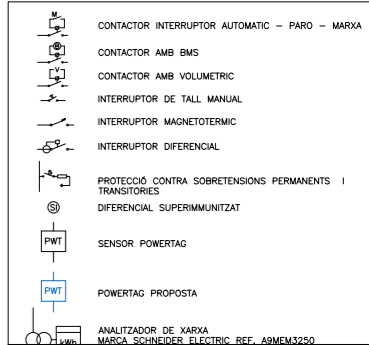 M
CONTACTOR INTERRUPTOR AUTOMATIC – PARO – MARXA
B
CONTACTOR AMB BMS
V
CONTACTOR AMB VOLUMETRIC
INTERRUPTOR DE TALL MANUAL
INTERRUPTOR MAGNETOTERMIC
INTERRUPTOR DIFERENCIAL
PROTECCIÓ CONTRA SOBRETENSIONS PERMANENTS I
TRANSITORIES
SI DIFERENCIAL SUPERIMMUNITZAT
PWT SENSOR POWERTAG
PWT POWERTAG PROPOSTA
ANALITZADOR DE XARXA
kWh MARCA SCHNEIDER ELECTRIC REF. A9MEM3250